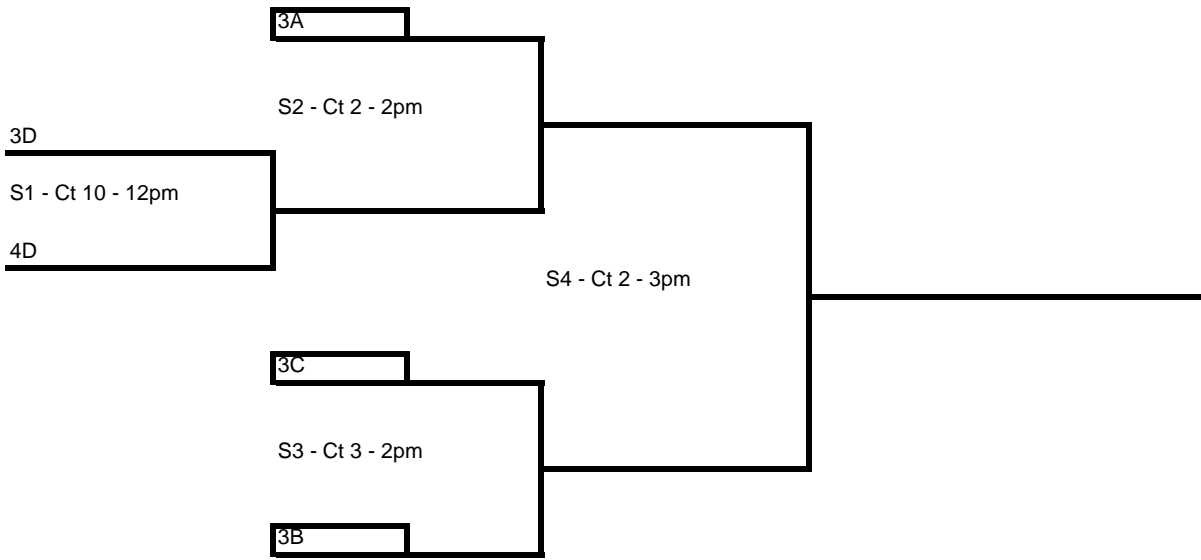 3A
S2 - Ct 2 - 2pm
3D
S1 - Ct 10 - 12pm
4D
S4 - Ct 2 - 3pm
3C
S3 - Ct 3 - 2pm
3B